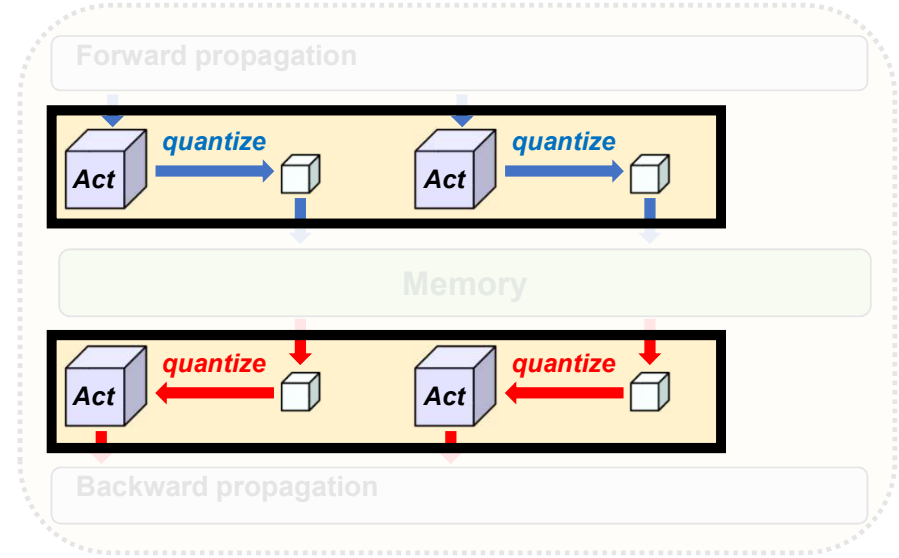 Forward propagation
quantize quantize
Act Act
Memory
quantize quantize
Act Act
Backward propagation